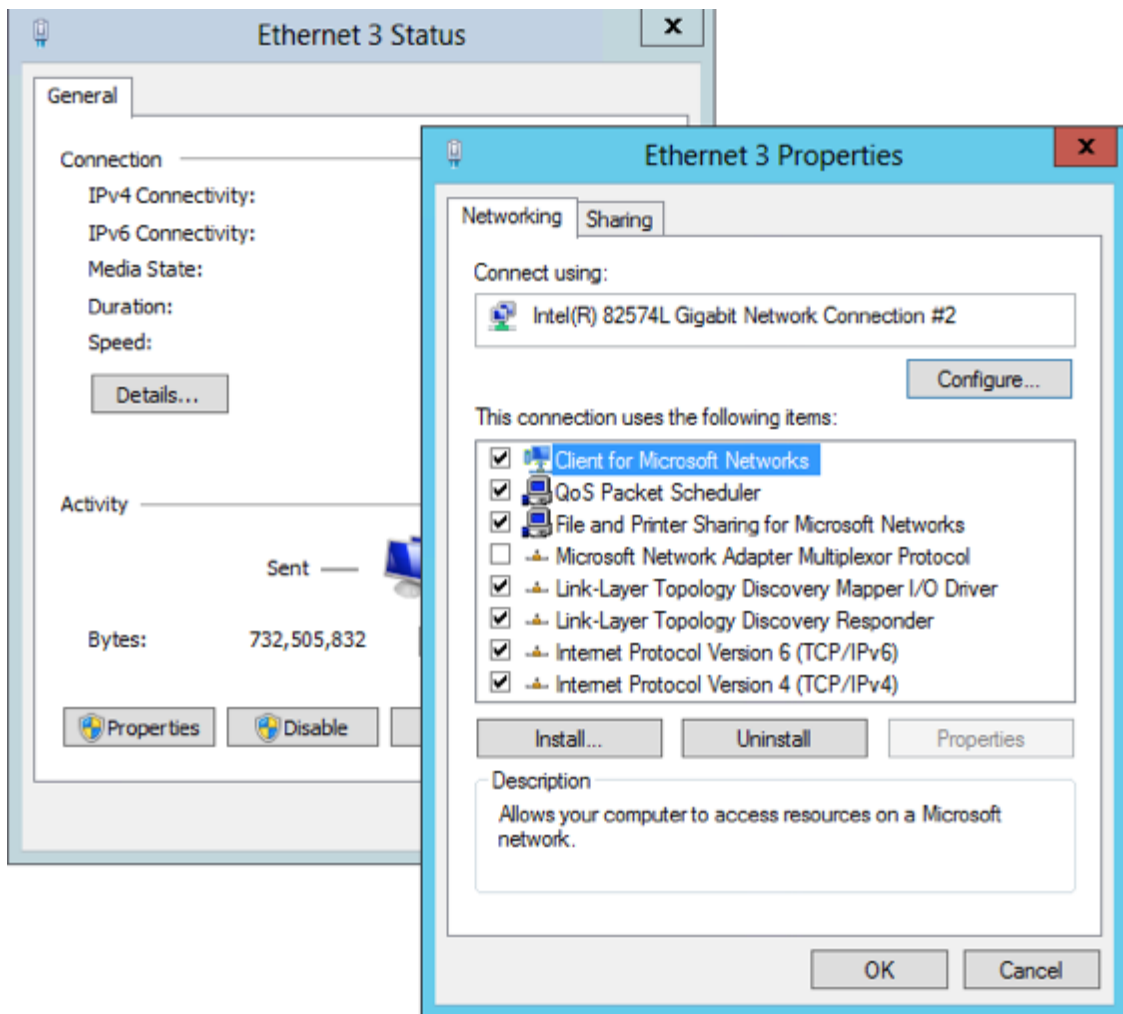 Ethernet 3 Status
x
General
Connection
IPv4 Connectivity:
IPv6 Connectivity:
Media State:
Duration:
Speed:
Details...
Activity
Sent
Bytes:
732,505,832
Properties
Disable
Ethernet 3 Properties
x
Networking
Sharing
Connect using:
Intel(R) 82574L Gigabit Network Connection #2
Configure...
This connection uses the following items:
Client for Microsoft Networks
QoS Packet Scheduler
File and Printer Sharing for Microsoft Networks
Microsoft Network Adapter Multiplexor Protocol
Link-Layer Topology Discovery Mapper I/O Driver
Link-Layer Topology Discovery Responder
Internet Protocol Version 6 (TCP/IPv6)
Internet Protocol Version 4 (TCP/IPv4)
Install...
Uninstall
Properties
Description
Allows your computer to access resources on a Microsoft
network.
OK
Cancel